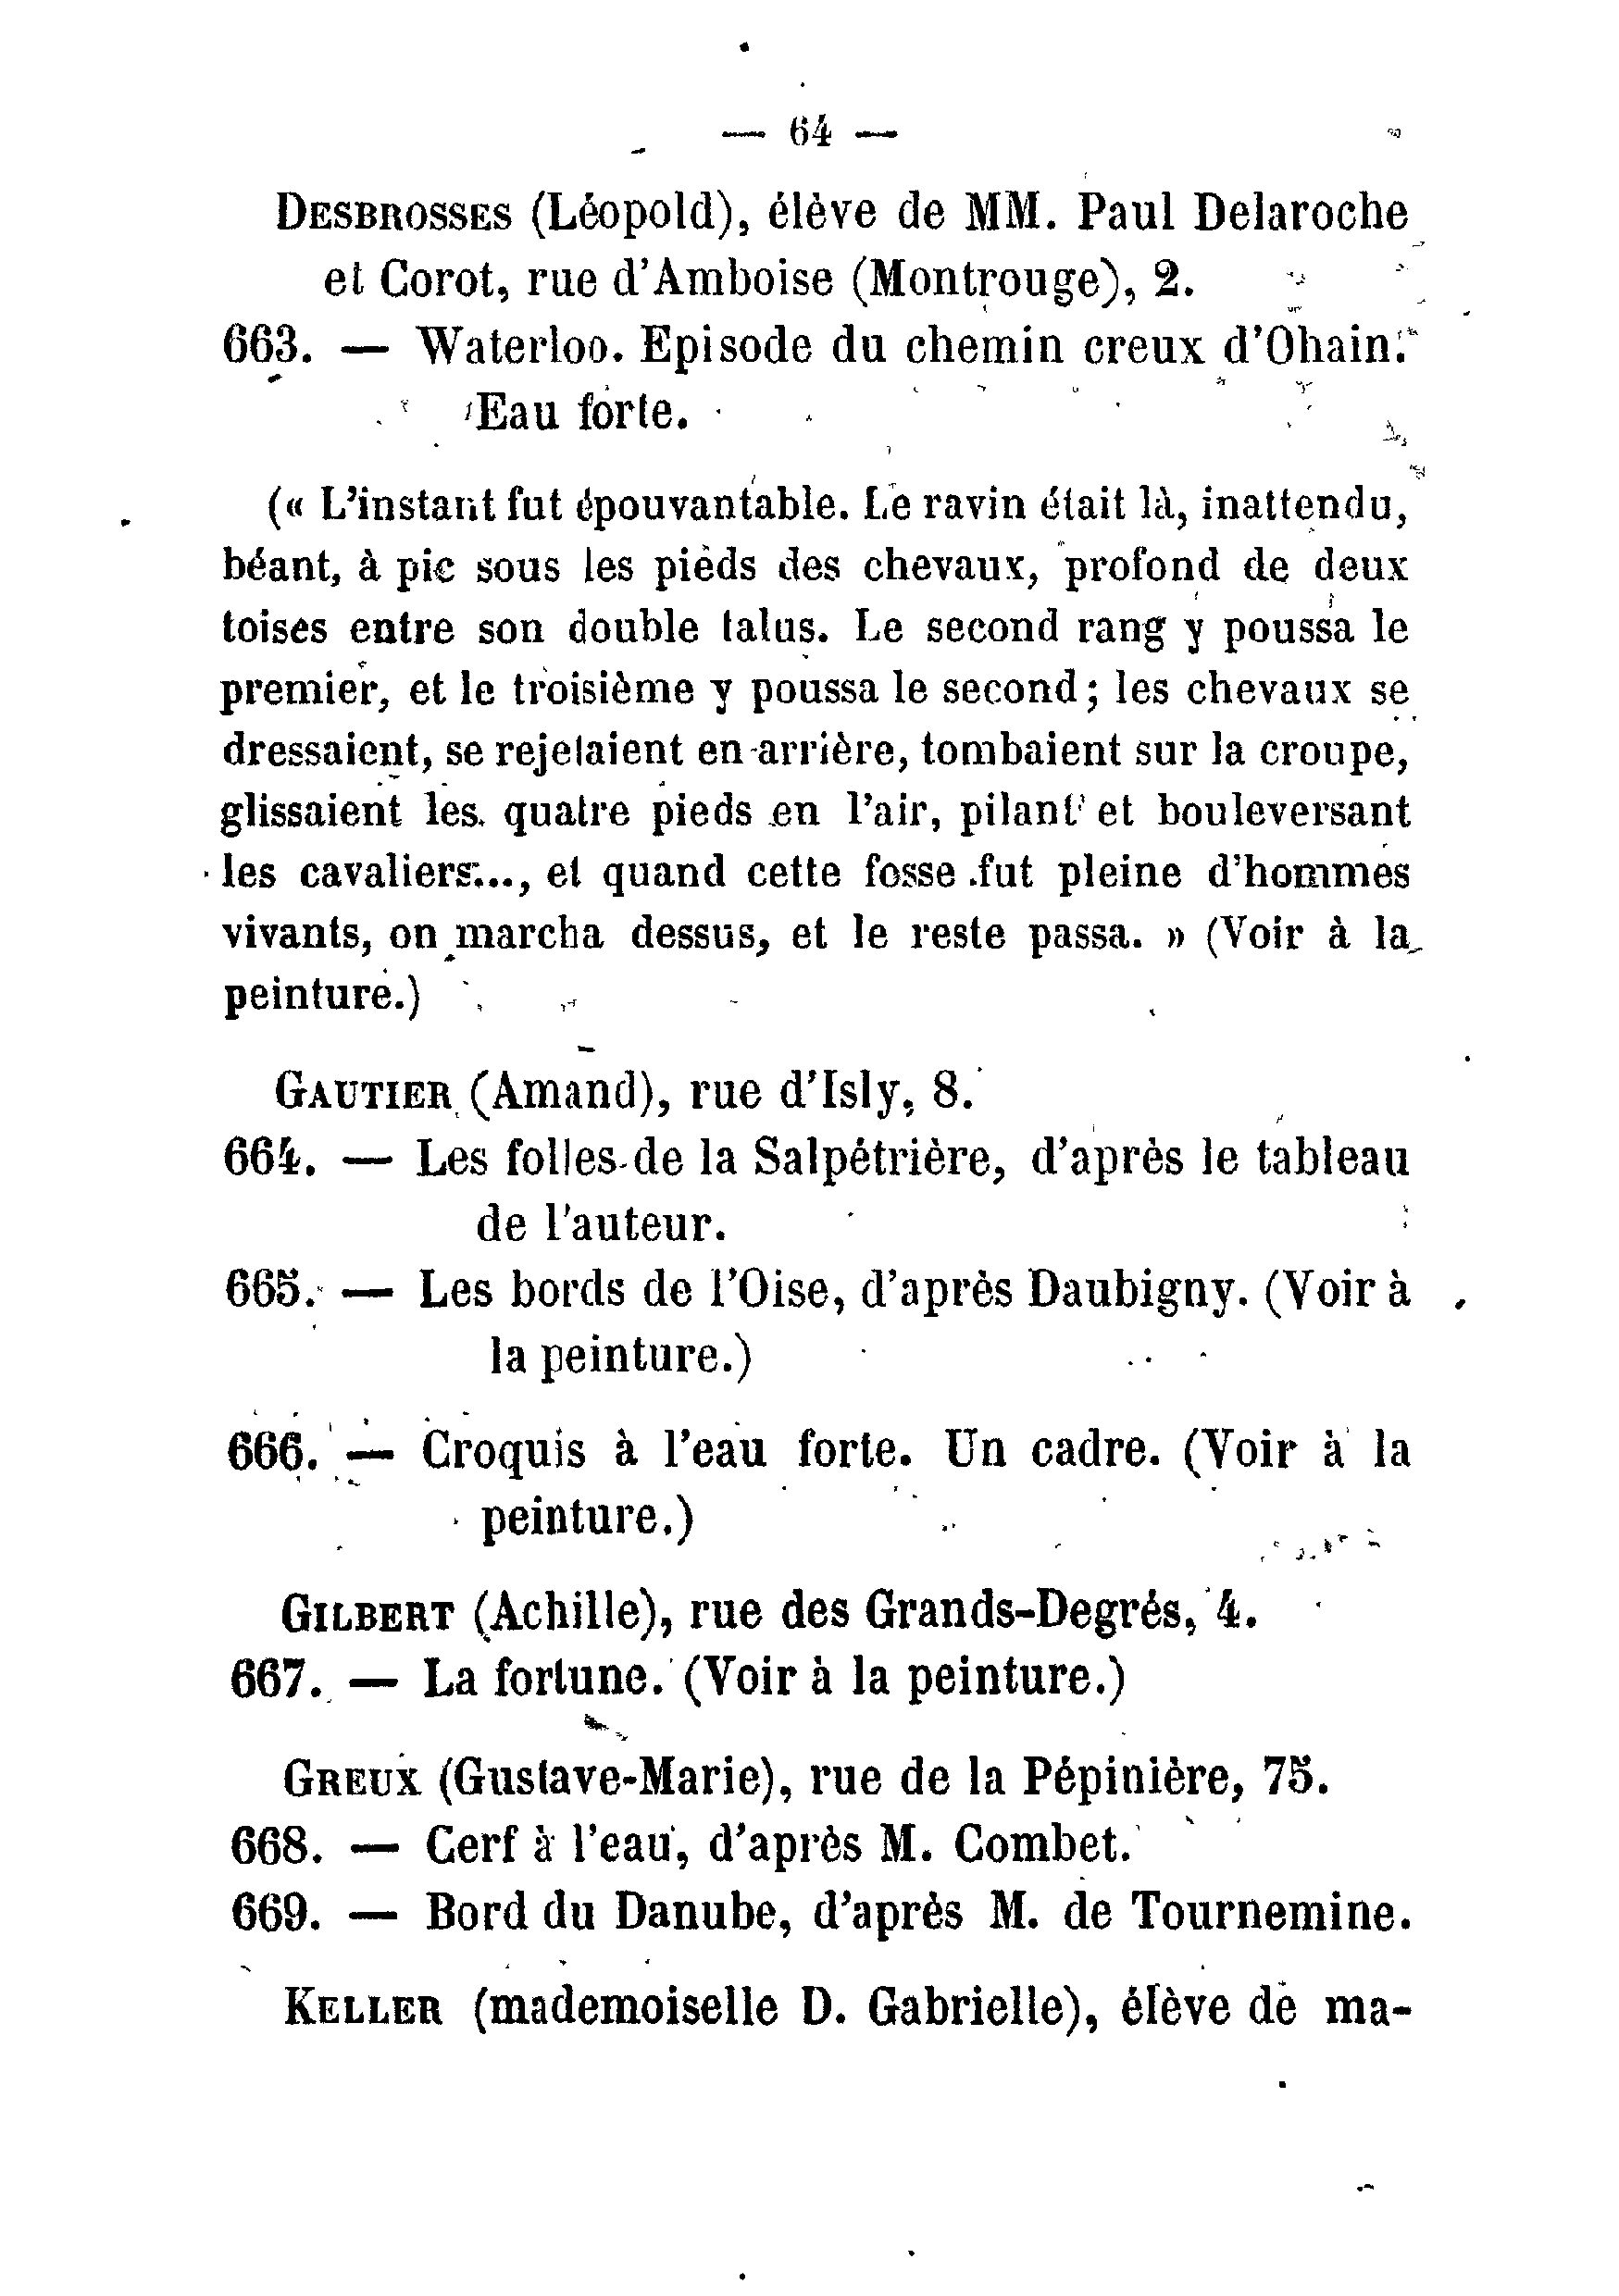 — 64 —
DESBROSSES (Léopold), élève de MM. Paul Delaroche
et Corot, rue d'Amboise (Montrouge), 2.
663. — Waterloo. Episode du chemin creux d'Ohain.
Eau forte.
(« L'instant fut épouvantable. Le ravin était là, inattendu,
béant, à pic sous les pieds des chevaux, profond de deux
toises entre son double talus. Le second rang y poussa le
premier, et le troisième y poussa le second; les chevaux se
dressaient, se rejetaient en arrière, tombaient sur la croupe,
glissaient les quatre pieds en l'air, pilant et bouleversant
les cavaliers..., et quand cette fosse fut pleine d'hommes
vivants, on marcha dessus, et le reste passa. » (Voir à la
peinture.)
GAUTIER (Amand), rue d'Isly, 8.
664. — Les folles de la Salpétrière, d'après le tableau
de l'auteur.
665. — Les bords de l'Oise, d'après Daubigny. (Voir à
la peinture.)
666. — Croquis à l'eau forte. Un cadre. (Voir à la
peinture.)
GILBERT (Achille), rue des Grands-Degrés, 4.
667. — La fortune. (Voir à la peinture.)
GREUX (Gustave-Marie), rue de la Pépinière, 75.
668. — Cerf à l'eau, d'après M. Combet.
669. — Bord du Danube, d'après M. de Tournemine.
KELLER (mademoiselle D. Gabrielle), élève de ma-